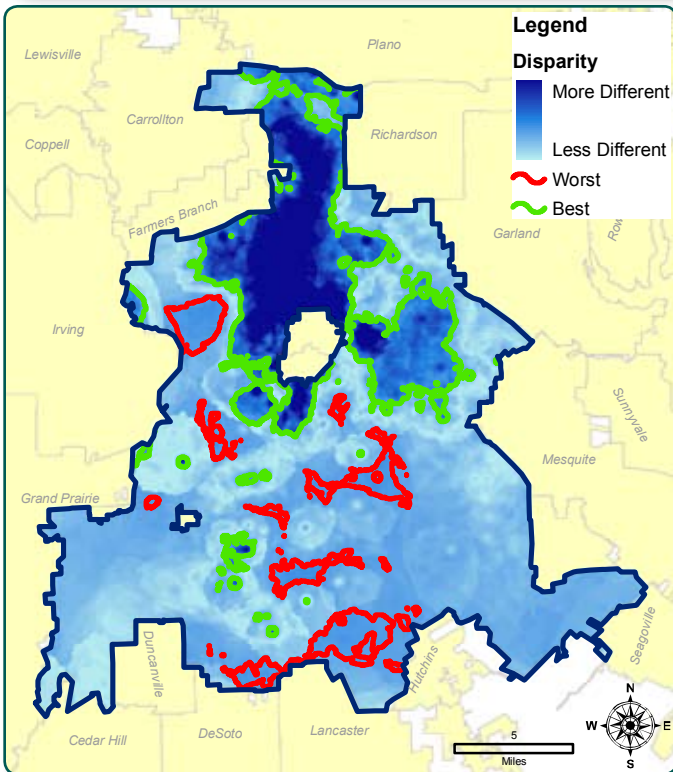 Legend
Disparity
More Different
Less Different
Worst
Best
Lewisville
Plano
Carrollton
Coppell
Richardson
Farmers Branch
Garland
Row
Irving
Sunnyvale
Mesquite
Grand Prairie
Duncanville
Seagoville
Hutchins
Cedar Hill
DeSoto
Lancaster
5
Miles
N
W
E
S